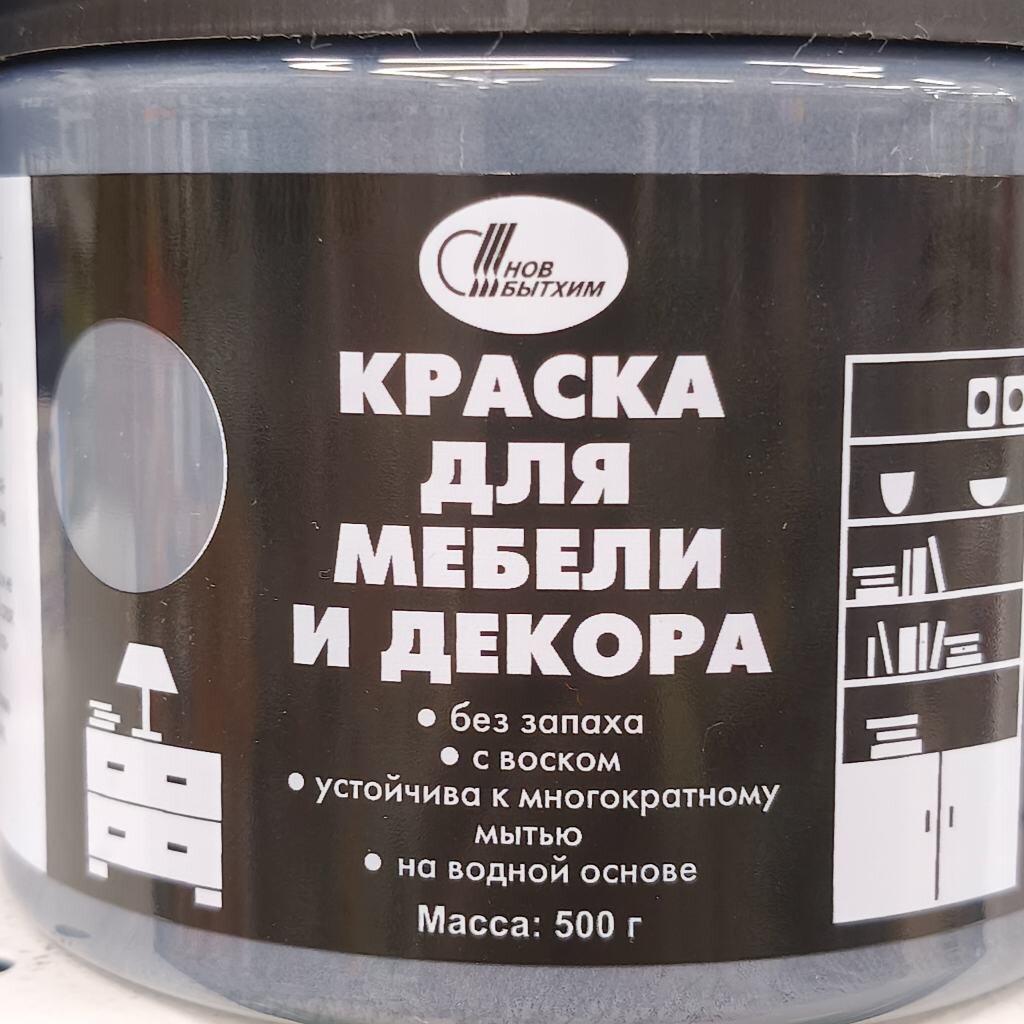 НОВ
БЫТХИМ
КРАСКА
ДЛЯ
МЕБЕЛИ
И ДЕКОРА
• без запаха
• с воском
• устойчива к многократному
мытью
• на водной основе
Масса: 500 г